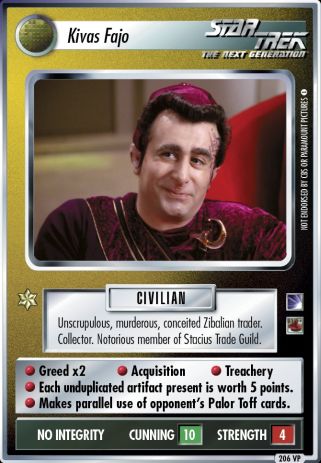 Kivas Fajo
STAR TREK
THE NEXT GENERATION
NOT ENDORSED BY CBS OR PARAMOUNT PICTURES
CIVILIAN
Unscrupulous, murderous, conceited Zibalian trader.
Collector. Notorious member of Stacius Trade Guild.
Greed x2 Acquisition Treachery
Each unduplicated artifact present is worth 5 points.
Makes parallel use of opponent's Palor Toff cards.
NO INTEGRITY CUNNING 10 STRENGTH 4
206 VP